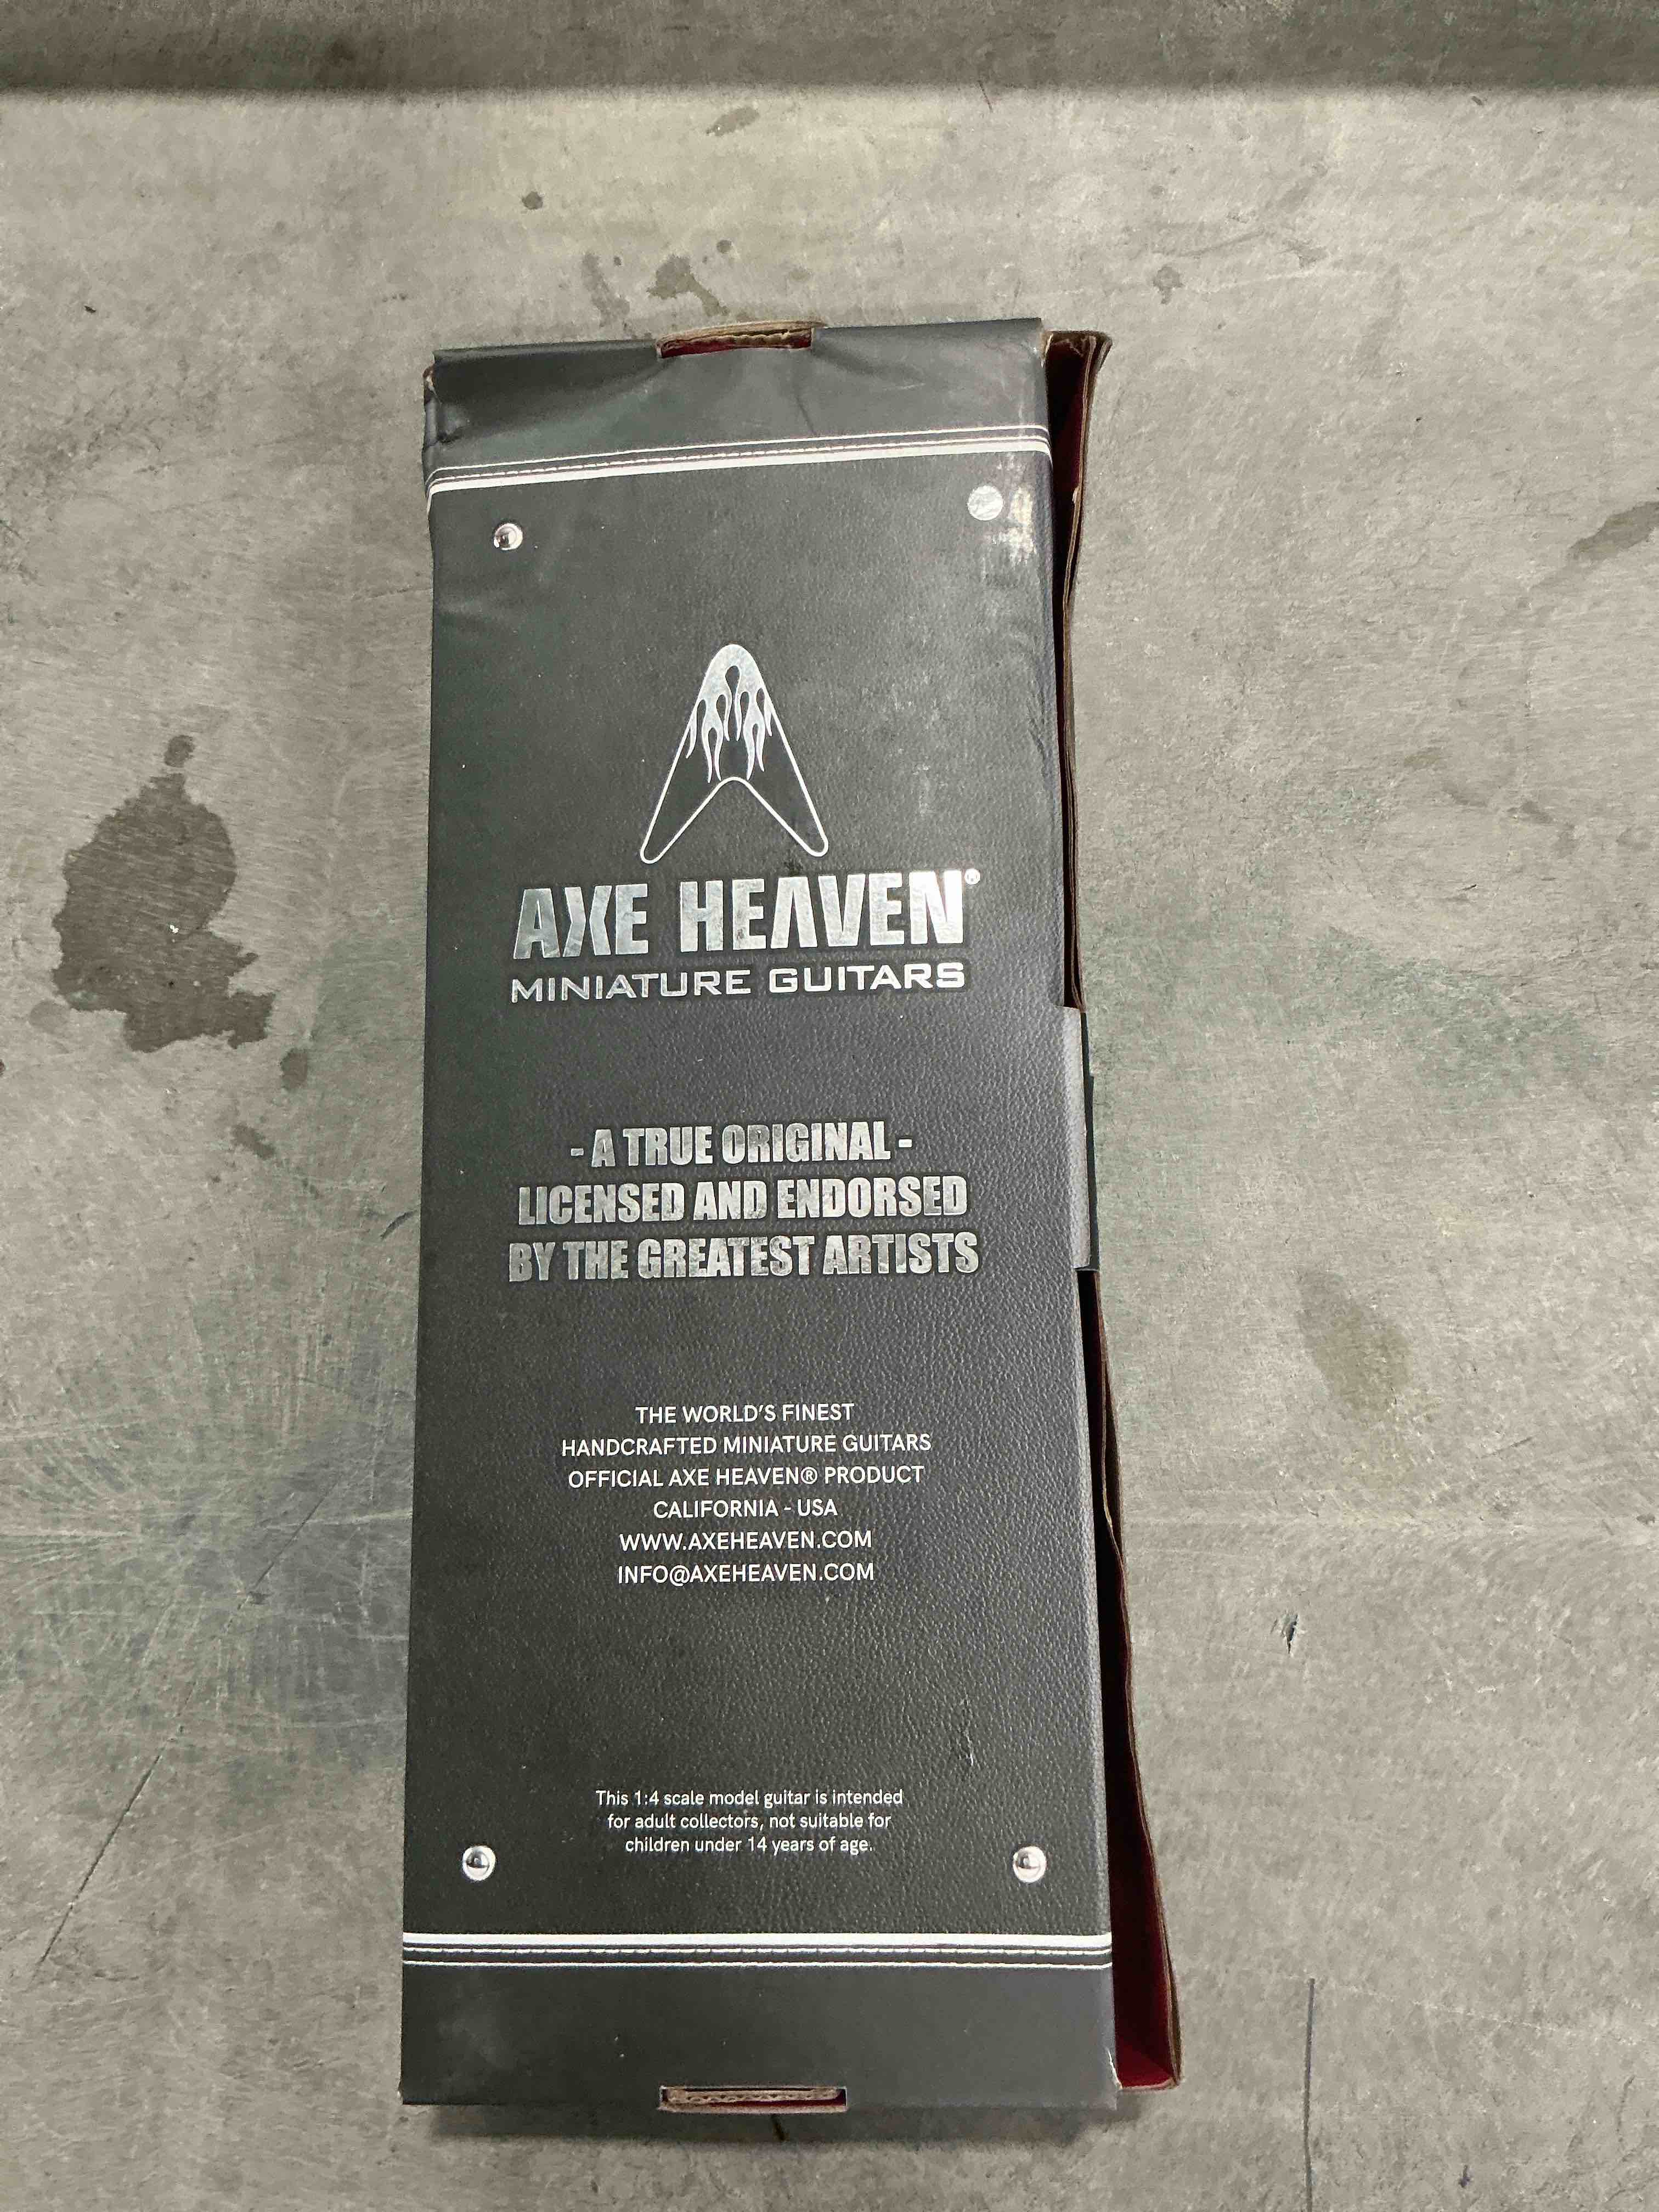 AXE HEAVEN®
MINIATURE GUITARS
- A TRUE ORIGINAL -
LICENSED AND ENDORSED
BY THE GREATEST ARTISTS
THE WORLD'S FINEST
HANDCRAFTED MINIATURE GUITARS
OFFICIAL AXE HEAVEN® PRODUCT
CALIFORNIA - USA
WWW.AXEHEAVEN.COM
INFO@AXEHEAVEN.COM
This 1:4 scale model guitar is intended
for adult collectors, not suitable for
children under 14 years of age.